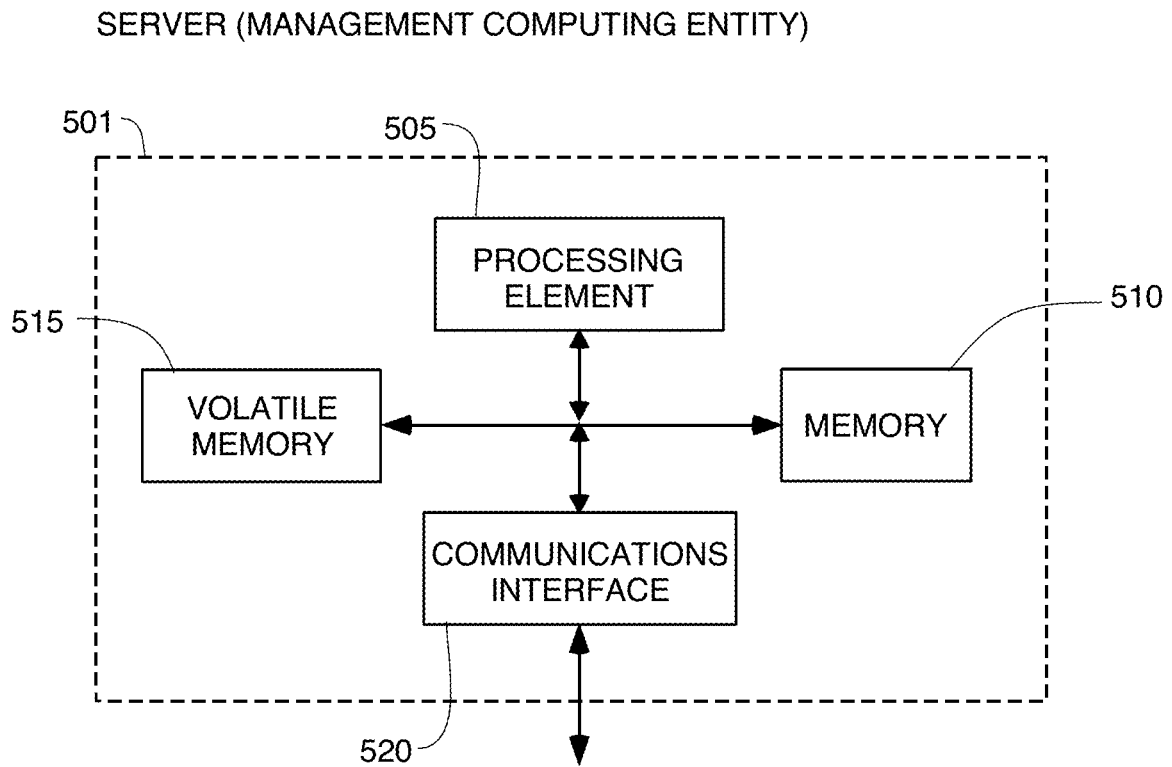 SERVER (MANAGEMENT COMPUTING ENTITY)
501
505
PROCESSING
ELEMENT
510
515
VOLATILE
MEMORY
MEMORY
COMMUNICATIONS
INTERFACE
520